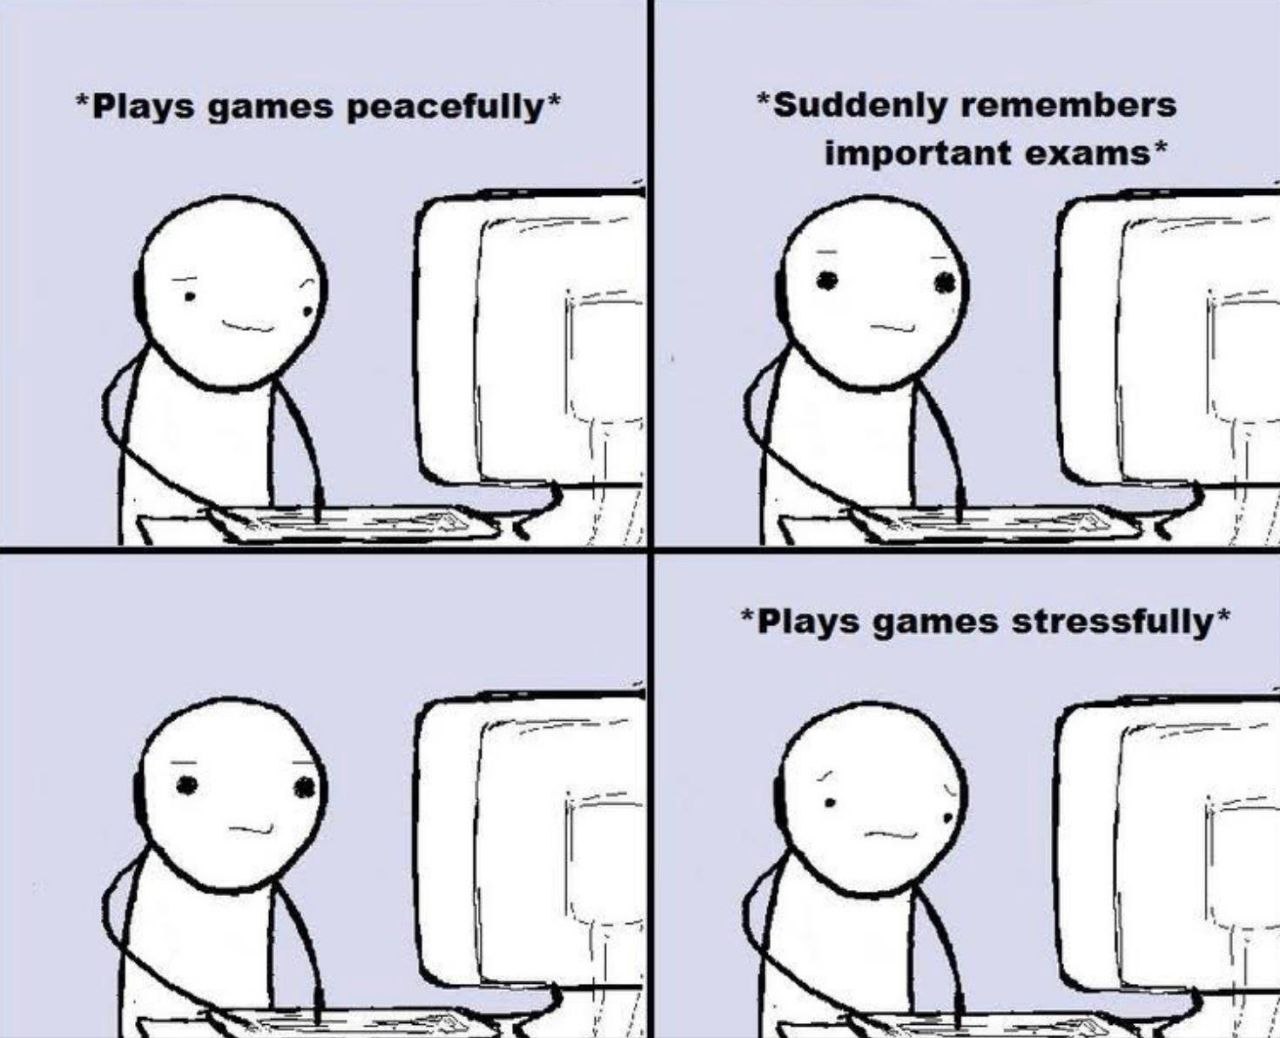 *Plays games peacefully*
*Suddenly remembers
important exams*
*Plays games stressfully*